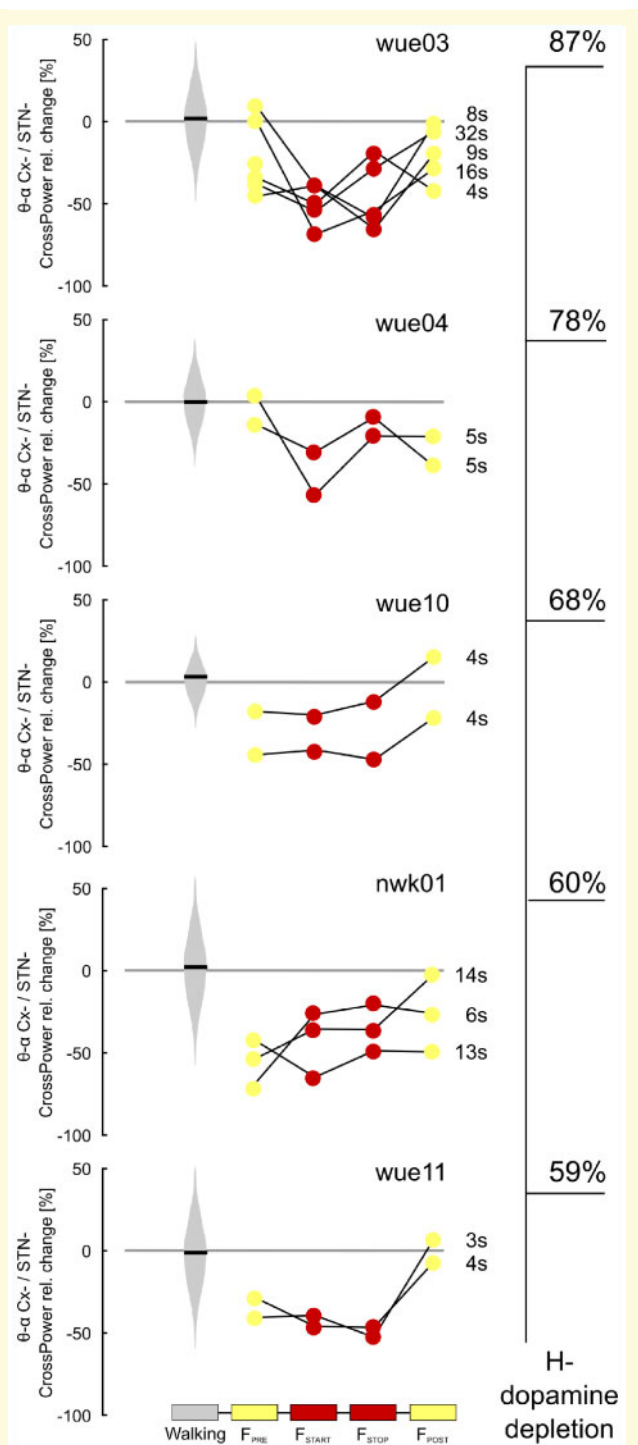 wue03
87%
θ-α Cx- / STN-
CrossPower rel. change [%]
50
0
-50
-100
8s
32s
9s
16s
4s
wue04
78%
θ-α Cx- / STN-
CrossPower rel. change [%]
50
0
-50
-100
5s
5s
wue10
68%
θ-α Cx- / STN-
CrossPower rel. change [%]
50
0
-50
-100
4s
4s
nwk01
60%
θ-α Cx- / STN-
CrossPower rel. change [%]
50
0
-50
-100
14s
6s
13s
wue11
59%
θ-α Cx- / STN-
CrossPower rel. change [%]
50
0
-50
-100
3s
4s
Walking FPRE FSTART FSTOP FPOST
H-
dopamine
depletion